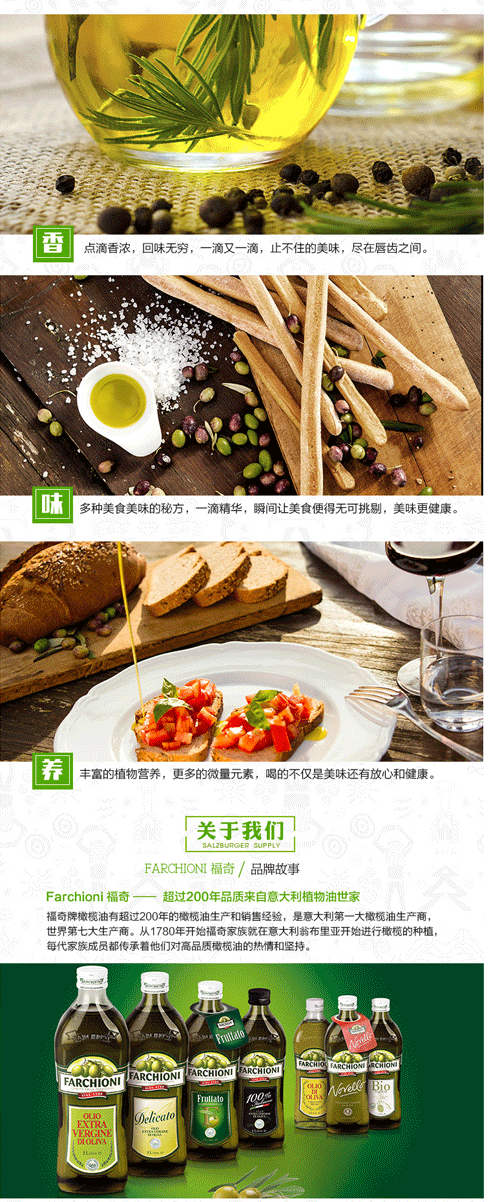 香
点滴香浓，回味无穷，一滴又一滴，止不住的美味，尽在唇齿之间。
味
多种美食美味的秘方，一滴精华，瞬间让美食便得无可挑剔，美味更健康。
养
丰富的植物营养，更多的微量元素，喝的不仅是美味还有放心和健康。
关于我们
SALZBURGER SUPPLY
FARCHIONI 福奇 / 品牌故事
Farchioni 福奇 —— 超过200年品质来自意大利植物油世家
福奇牌橄榄油有超过200年的橄榄油生产和销售经验，是意大利第一大橄榄油生产商，
世界第七大生产商。从1780年开始福奇家族就在意大利翁布里亚开始进行橄榄的种植，
每代家族成员都传承着他们对高品质橄榄油的热情和坚持。
FARCHIONI
OLIO
EXTRA
VERGINE
DI OLIVA
FARCHIONI
Delicato
FARCHIONI
Fruttato
Fruttato
FARCHIONI
100%
OLIO
DI OLIVA
Novello
Novello
Bio